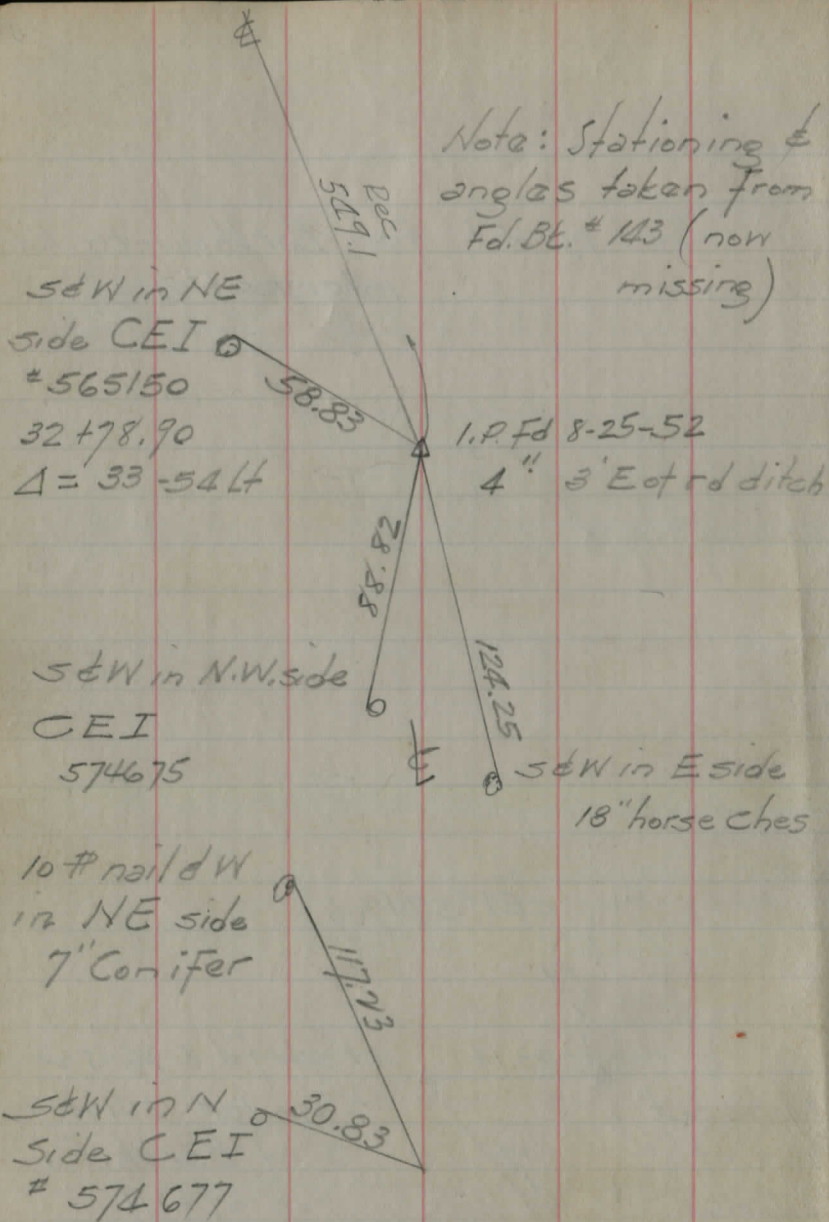 Note: Stationing &
angles taken from
Fd. Bk. # 143 (now
missing)
Rec
549.1
S&W in NE
side CEI
# 565150
58.83
32+78.90
Δ = 33-54 Lt
I.P. Fd 8-25-52
4" 3' E of rd ditch
88.82
124.25
S&W in N.W. side
CEI
574675
S&W in E side
18" horse Ches
10 # nail & W
in NE side
7" Conifer
117.23
S&W in N
Side CEI
# 574677
30.83